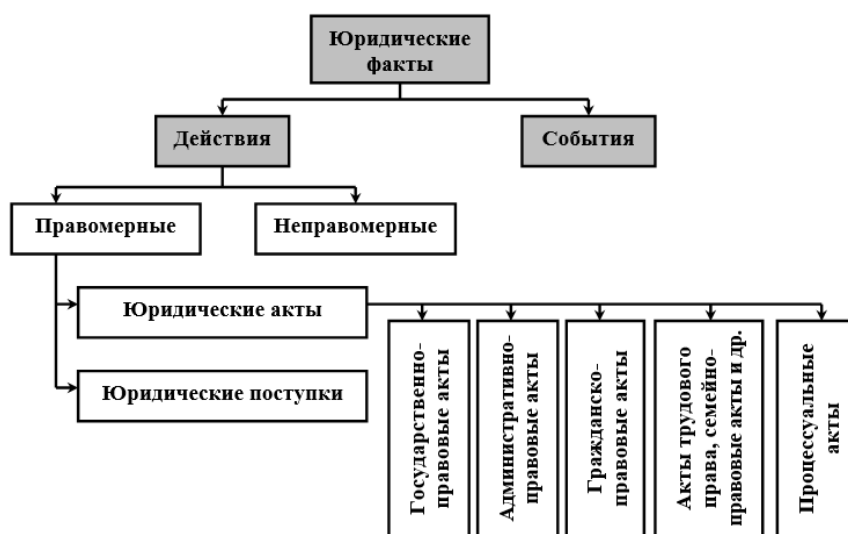 Юридические
факты
Действия
События
Правомерные
Неправомерные
Юридические акты
Юридические поступки
Государственно-
правовые акты
Административно-
правовые акты
Гражданско-
правовые акты
Акты трудового
права, семейно-
правовые акты и др.
Процессуальные
акты